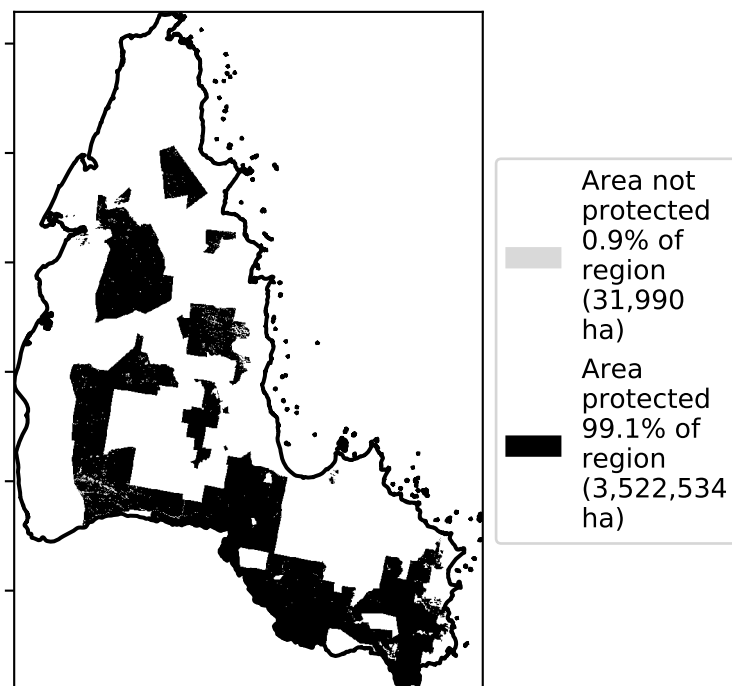 Area not
protected
0.9% of
region
(31,990
ha)
Area
protected
99.1% of
region
(3,522,534
ha)